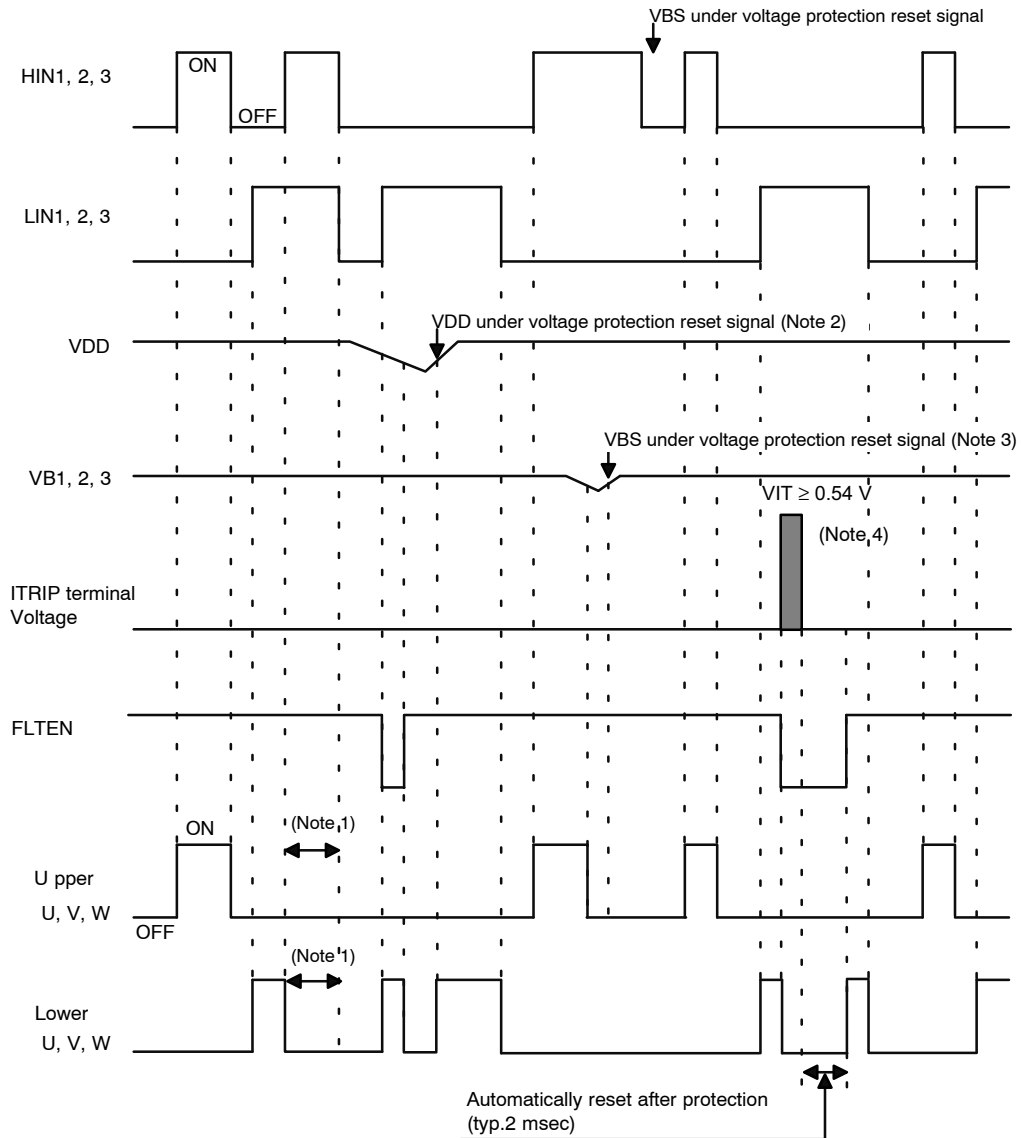 VBS under voltage protection reset signal
HIN1, 2, 3
ON
OFF
LIN1, 2, 3
VDD under voltage protection reset signal (Note 2)
VDD
VBS under voltage protection reset signal (Note 3)
VB1, 2, 3
VIT ≥ 0.54 V
(Note 4)
ITRIP terminal
Voltage
FLTEN
ON
(Note 1)
U pper
U, V, W
OFF
(Note 1)
Lower
U, V, W
Automatically reset after protection
(typ.2 msec)